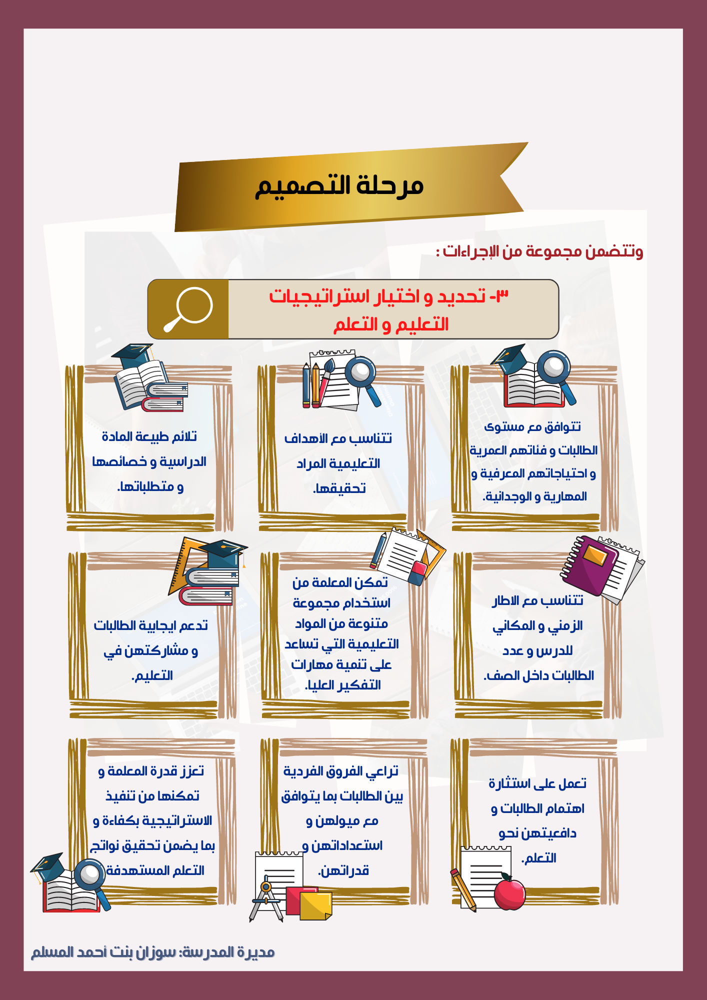 مرحلة التصميم
وتتضمن مجموعة من الإجراءات :
٣- تحديد و اختيار استراتيجيات
التعليم و التعلم
تتوافق مع مستوى
الطالبات و فئاتهم العمرية
و احتياجاتهم المعرفية و
المهارية و الوجدانية.
تتناسب مع الأهداف
التعليمية المراد
تحقيقها.
تلائم طبيعة المادة
الدراسية و خصائصها
و متطلباتها.
تتناسب مع الاطار
الزمني و المكاني
للدرس و عدد
الطالبات داخل الصف.
تمكن المعلمة من
استخدام مجموعة
متنوعة من المواد
التعليمية التي تساعد
على تنمية مهارات
التفكير العليا.
تدعم ايجابية الطالبات
و مشاركتهن في
التعليم.
تعمل على استثارة
اهتمام الطالبات و
دافعيتهن نحو
التعلم.
تراعي الفروق الفردية
بين الطالبات بما يتوافق
مع ميولهن و
استعداداتهن و
قدراتهن.
تعزز قدرة المعلمة و
تمكنها من تنفيذ
الاستراتيجية بكفاءة و
بما يضمن تحقيق نواتج
التعلم المستهدفة
مديرة المدرسة: سوزان بنت أحمد المسلم